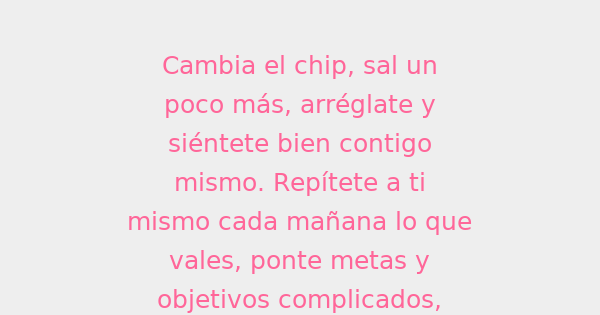 Cambia el chip, sal un
poco más, arréglate y
siéntete bien contigo
mismo. Repítete a ti
mismo cada mañana lo que
vales, ponte metas y
objetivos complicados,